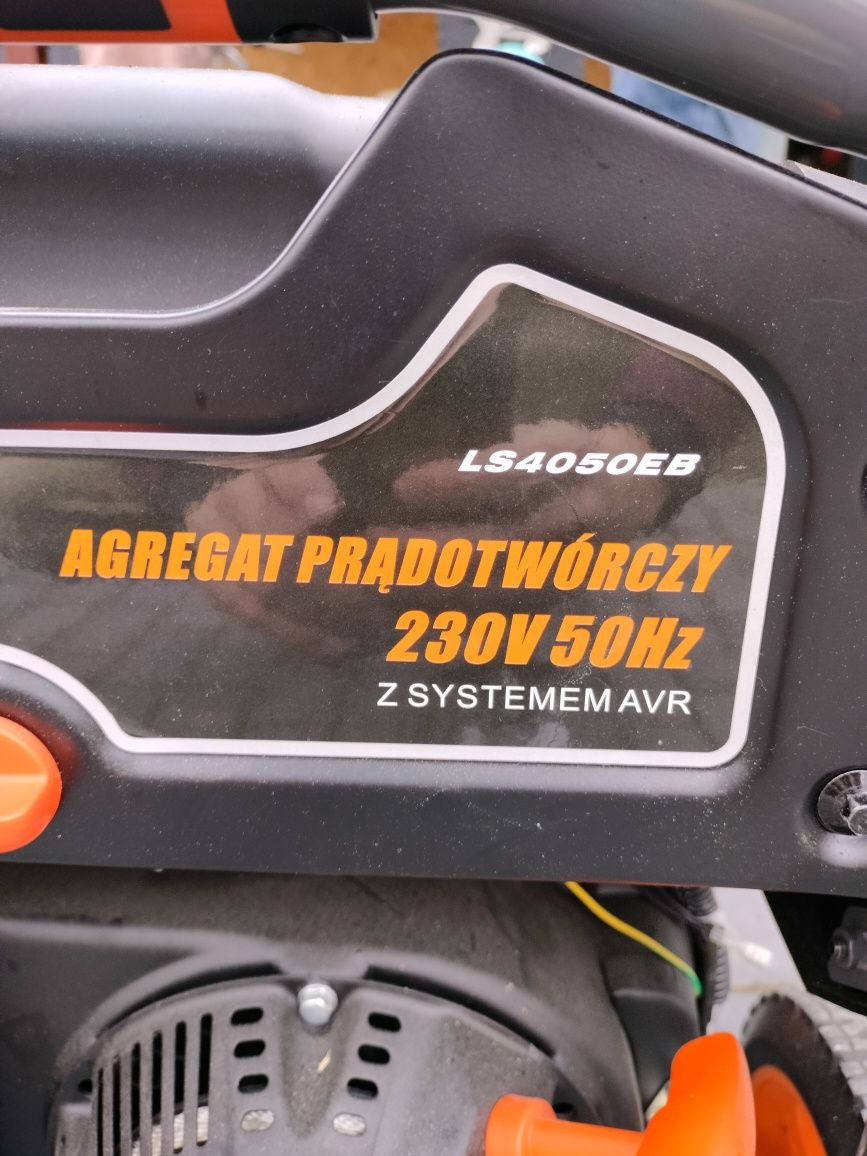 LS4050EB
AGREGAT PRĄDOTWÓRCZY
230V 50Hz
Z SYSTEMEM AVR